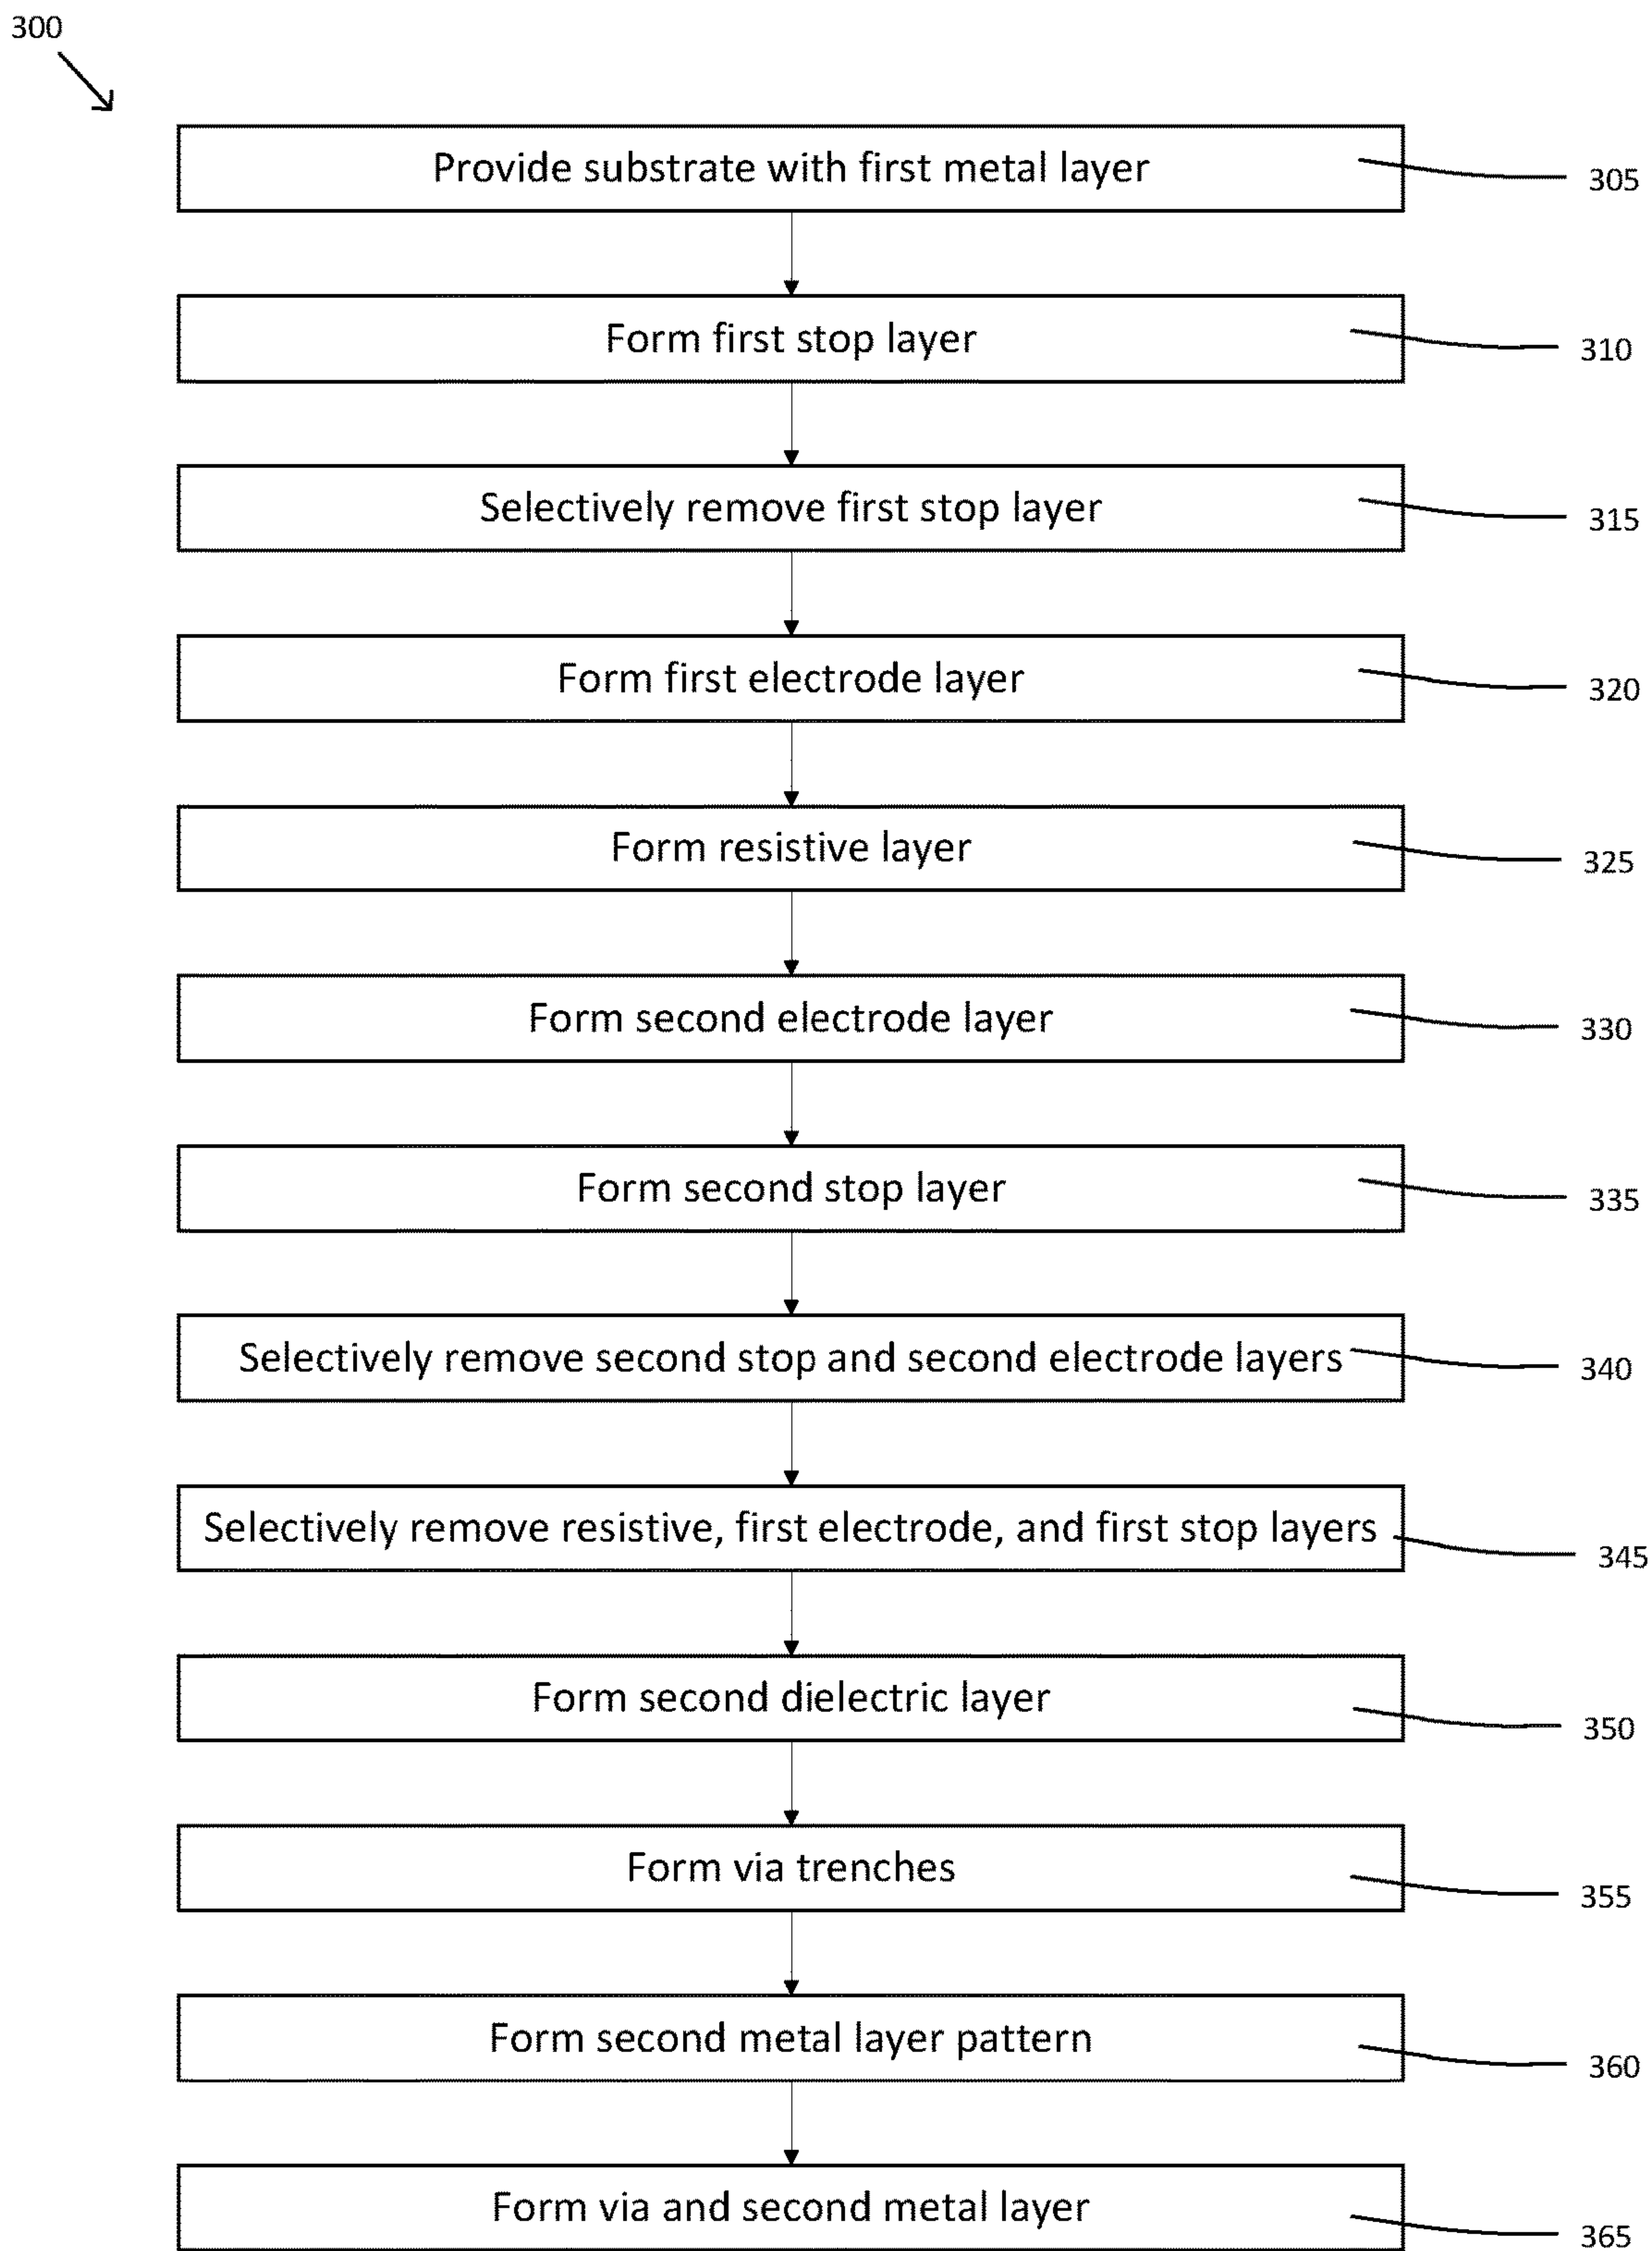 300
Provide substrate with first metal layer
305
Form first stop layer
310
Selectively remove first stop layer
315
Form first electrode layer
320
Form resistive layer
325
Form second electrode layer
330
Form second stop layer
335
Selectively remove second stop and second electrode layers
340
Selectively remove resistive, first electrode, and first stop layers
345
Form second dielectric layer
350
Form via trenches
355
Form second metal layer pattern
360
Form via and second metal layer
365